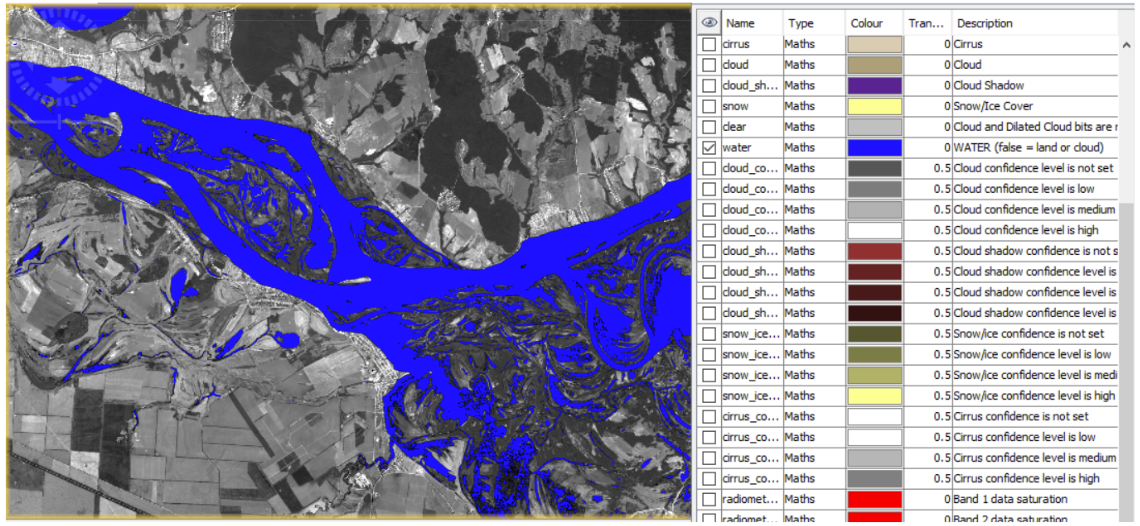 Name Type Colour Tran... Description
cirrus Maths 0 Cirrus
cloud Maths 0 Cloud
cloud_sh... Maths 0 Cloud Shadow
snow Maths 0 Snow/Ice Cover
clear Maths 0 Cloud and Dilated Cloud bits are r
water Maths 0 WATER (false = land or cloud)
cloud_co... Maths 0.5 Cloud confidence level is not set
cloud_co... Maths 0.5 Cloud confidence level is low
cloud_co... Maths 0.5 Cloud confidence level is medium
cloud_co... Maths 0.5 Cloud confidence level is high
cloud_sh... Maths 0.5 Cloud shadow confidence is not s
cloud_sh... Maths 0.5 Cloud shadow confidence level is
cloud_sh... Maths 0.5 Cloud shadow confidence level is
cloud_sh... Maths 0.5 Cloud shadow confidence level is
snow_ice... Maths 0.5 Snow/ice confidence is not set
snow_ice... Maths 0.5 Snow/ice confidence level is low
snow_ice... Maths 0.5 Snow/ice confidence level is medi
snow_ice... Maths 0.5 Snow/ice confidence level is high
cirrus_co... Maths 0.5 Cirrus confidence is not set
cirrus_co... Maths 0.5 Cirrus confidence level is low
cirrus_co... Maths 0.5 Cirrus confidence level is medium
cirrus_co... Maths 0.5 Cirrus confidence level is high
radiomet... Maths 0 Band 1 data saturation
radiomet... Maths 0 Band 2 data saturation